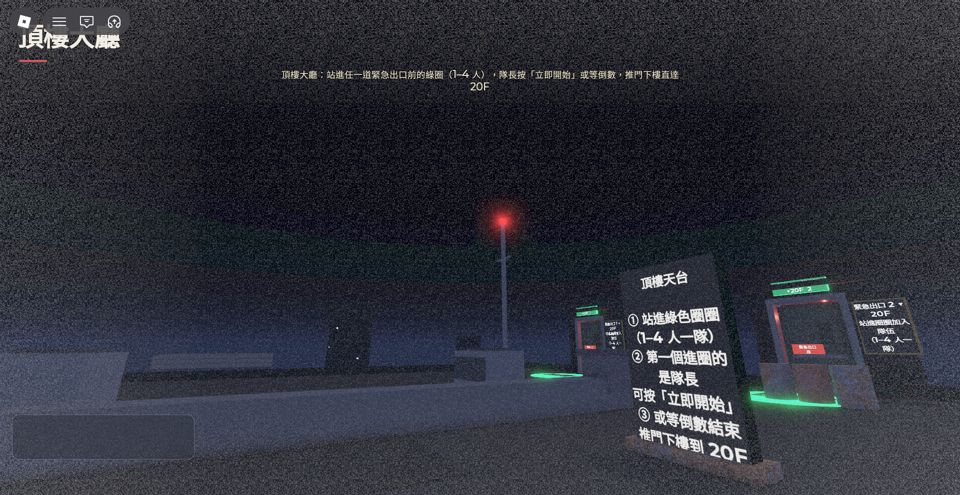 頂樓大廳
頂樓大廳：站進任一道緊急出口前的綠圈（1–4 人），隊長按「立即開始」或等倒數，推門下樓直達
20F
頂樓天台
① 站進綠色圈圈
（1–4 人一隊）
② 第一個進圈的
是隊長
可按「立即開始」
③ 或等倒數結束
推門下樓到 20F
緊急出口 2
20F
站進圈圈加入
隊伍
（1–4 人一
隊）